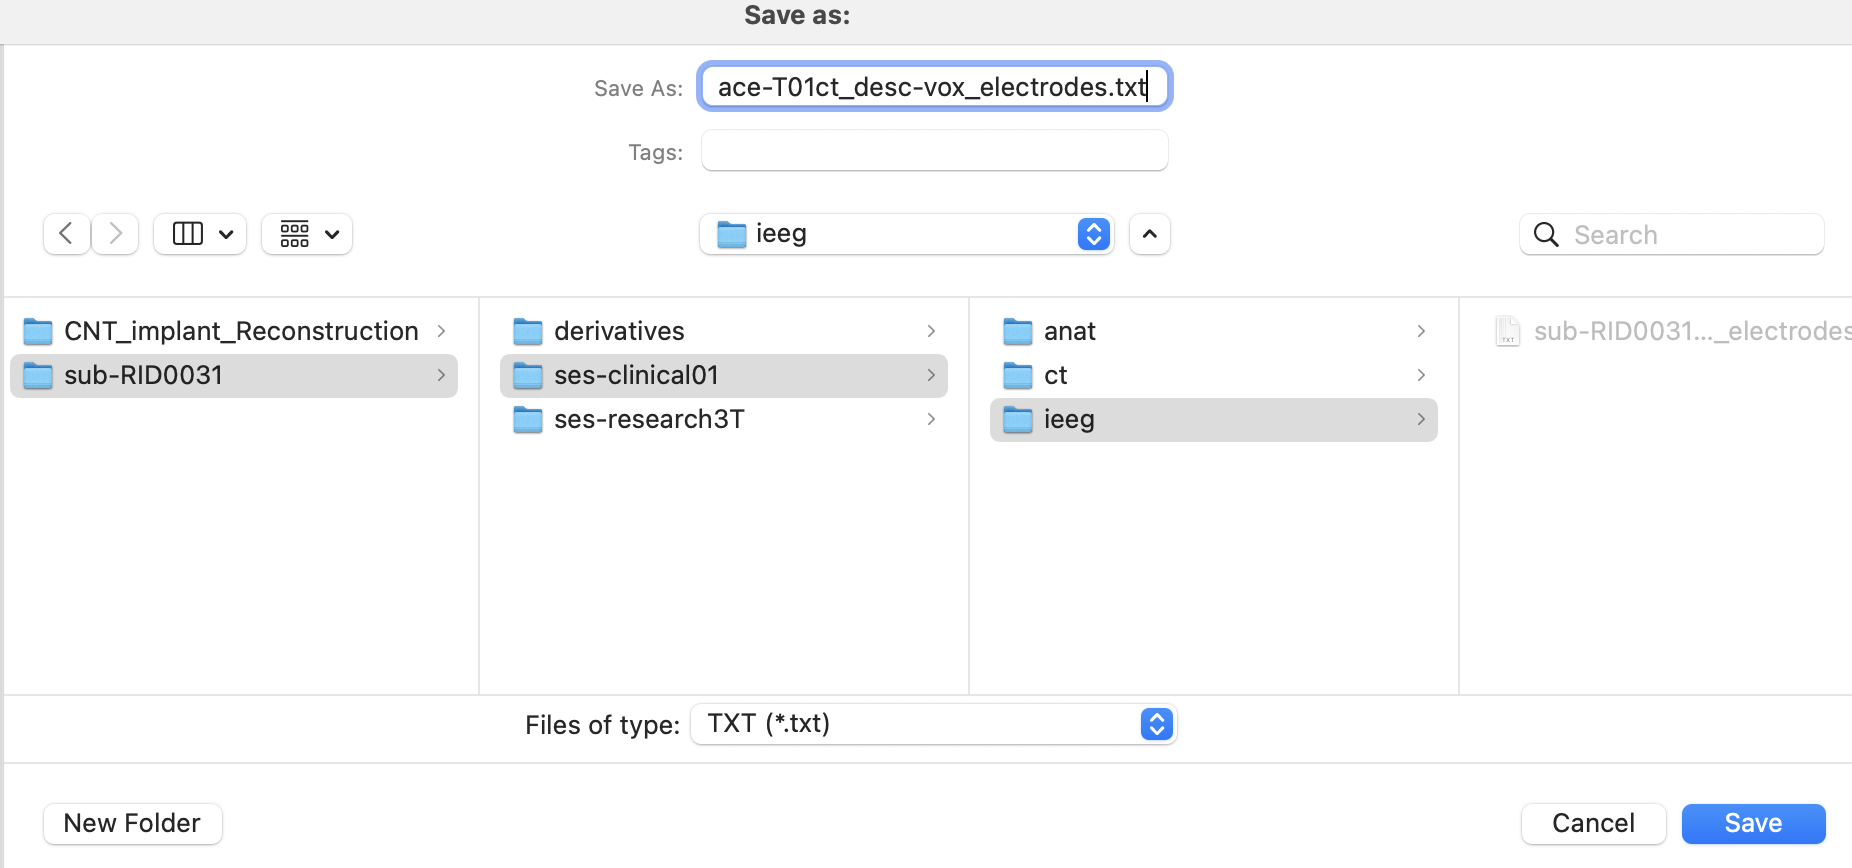 Save as:
Save As: ace-T01ct_desc-vox_electrodes.txt
Tags:
ieeg
Search
CNT_implant_Reconstruction
sub-RID0031
derivatives
ses-clinical01
ses-research3T
anat
ct
ieeg
TXT
sub-RID0031..._electrodes
Files of type: TXT (*.txt)
New Folder
Cancel
Save